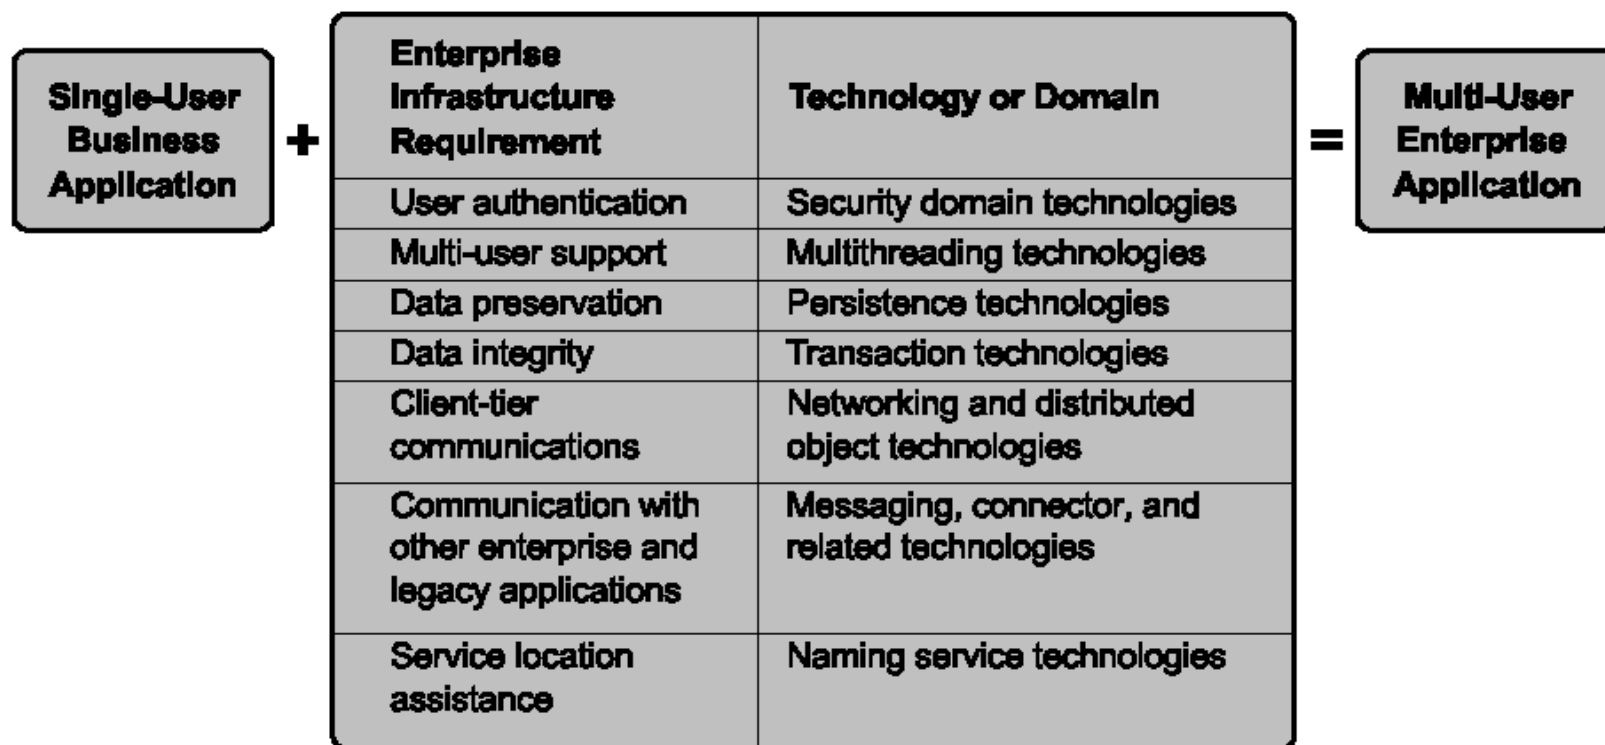 Single-User
Business
Application
+
Enterprise
Infrastructure
Requirement
Technology or Domain
User authentication
Security domain technologies
Multi-user support
Multithreading technologies
Data preservation
Persistence technologies
Data integrity
Transaction technologies
Client-tier
communications
Networking and distributed
object technologies
Communication with
other enterprise and
legacy applications
Messaging, connector, and
related technologies
Service location
assistance
Naming service technologies
=
Multi-User
Enterprise
Application